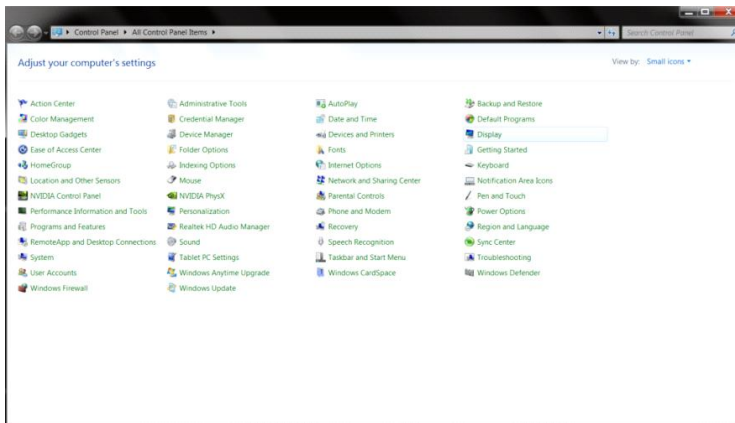 Control Panel ▸ All Control Panel Items ▸
Search Control Panel
Adjust your computer's settings
View by: Small icons
Action Center
Administrative Tools
AutoPlay
Backup and Restore
Color Management
Credential Manager
Date and Time
Default Programs
Desktop Gadgets
Device Manager
Devices and Printers
Display
Ease of Access Center
Folder Options
Fonts
Getting Started
HomeGroup
Indexing Options
Internet Options
Keyboard
Location and Other Sensors
Mouse
Network and Sharing Center
Notification Area Icons
NVIDIA Control Panel
NVIDIA PhysX
Parental Controls
Pen and Touch
Performance Information and Tools
Personalization
Phone and Modem
Power Options
Programs and Features
Realtek HD Audio Manager
Recovery
Region and Language
RemoteApp and Desktop Connections
Sound
Speech Recognition
Sync Center
System
Tablet PC Settings
Taskbar and Start Menu
Troubleshooting
User Accounts
Windows Anytime Upgrade
Windows CardSpace
Windows Defender
Windows Firewall
Windows Update